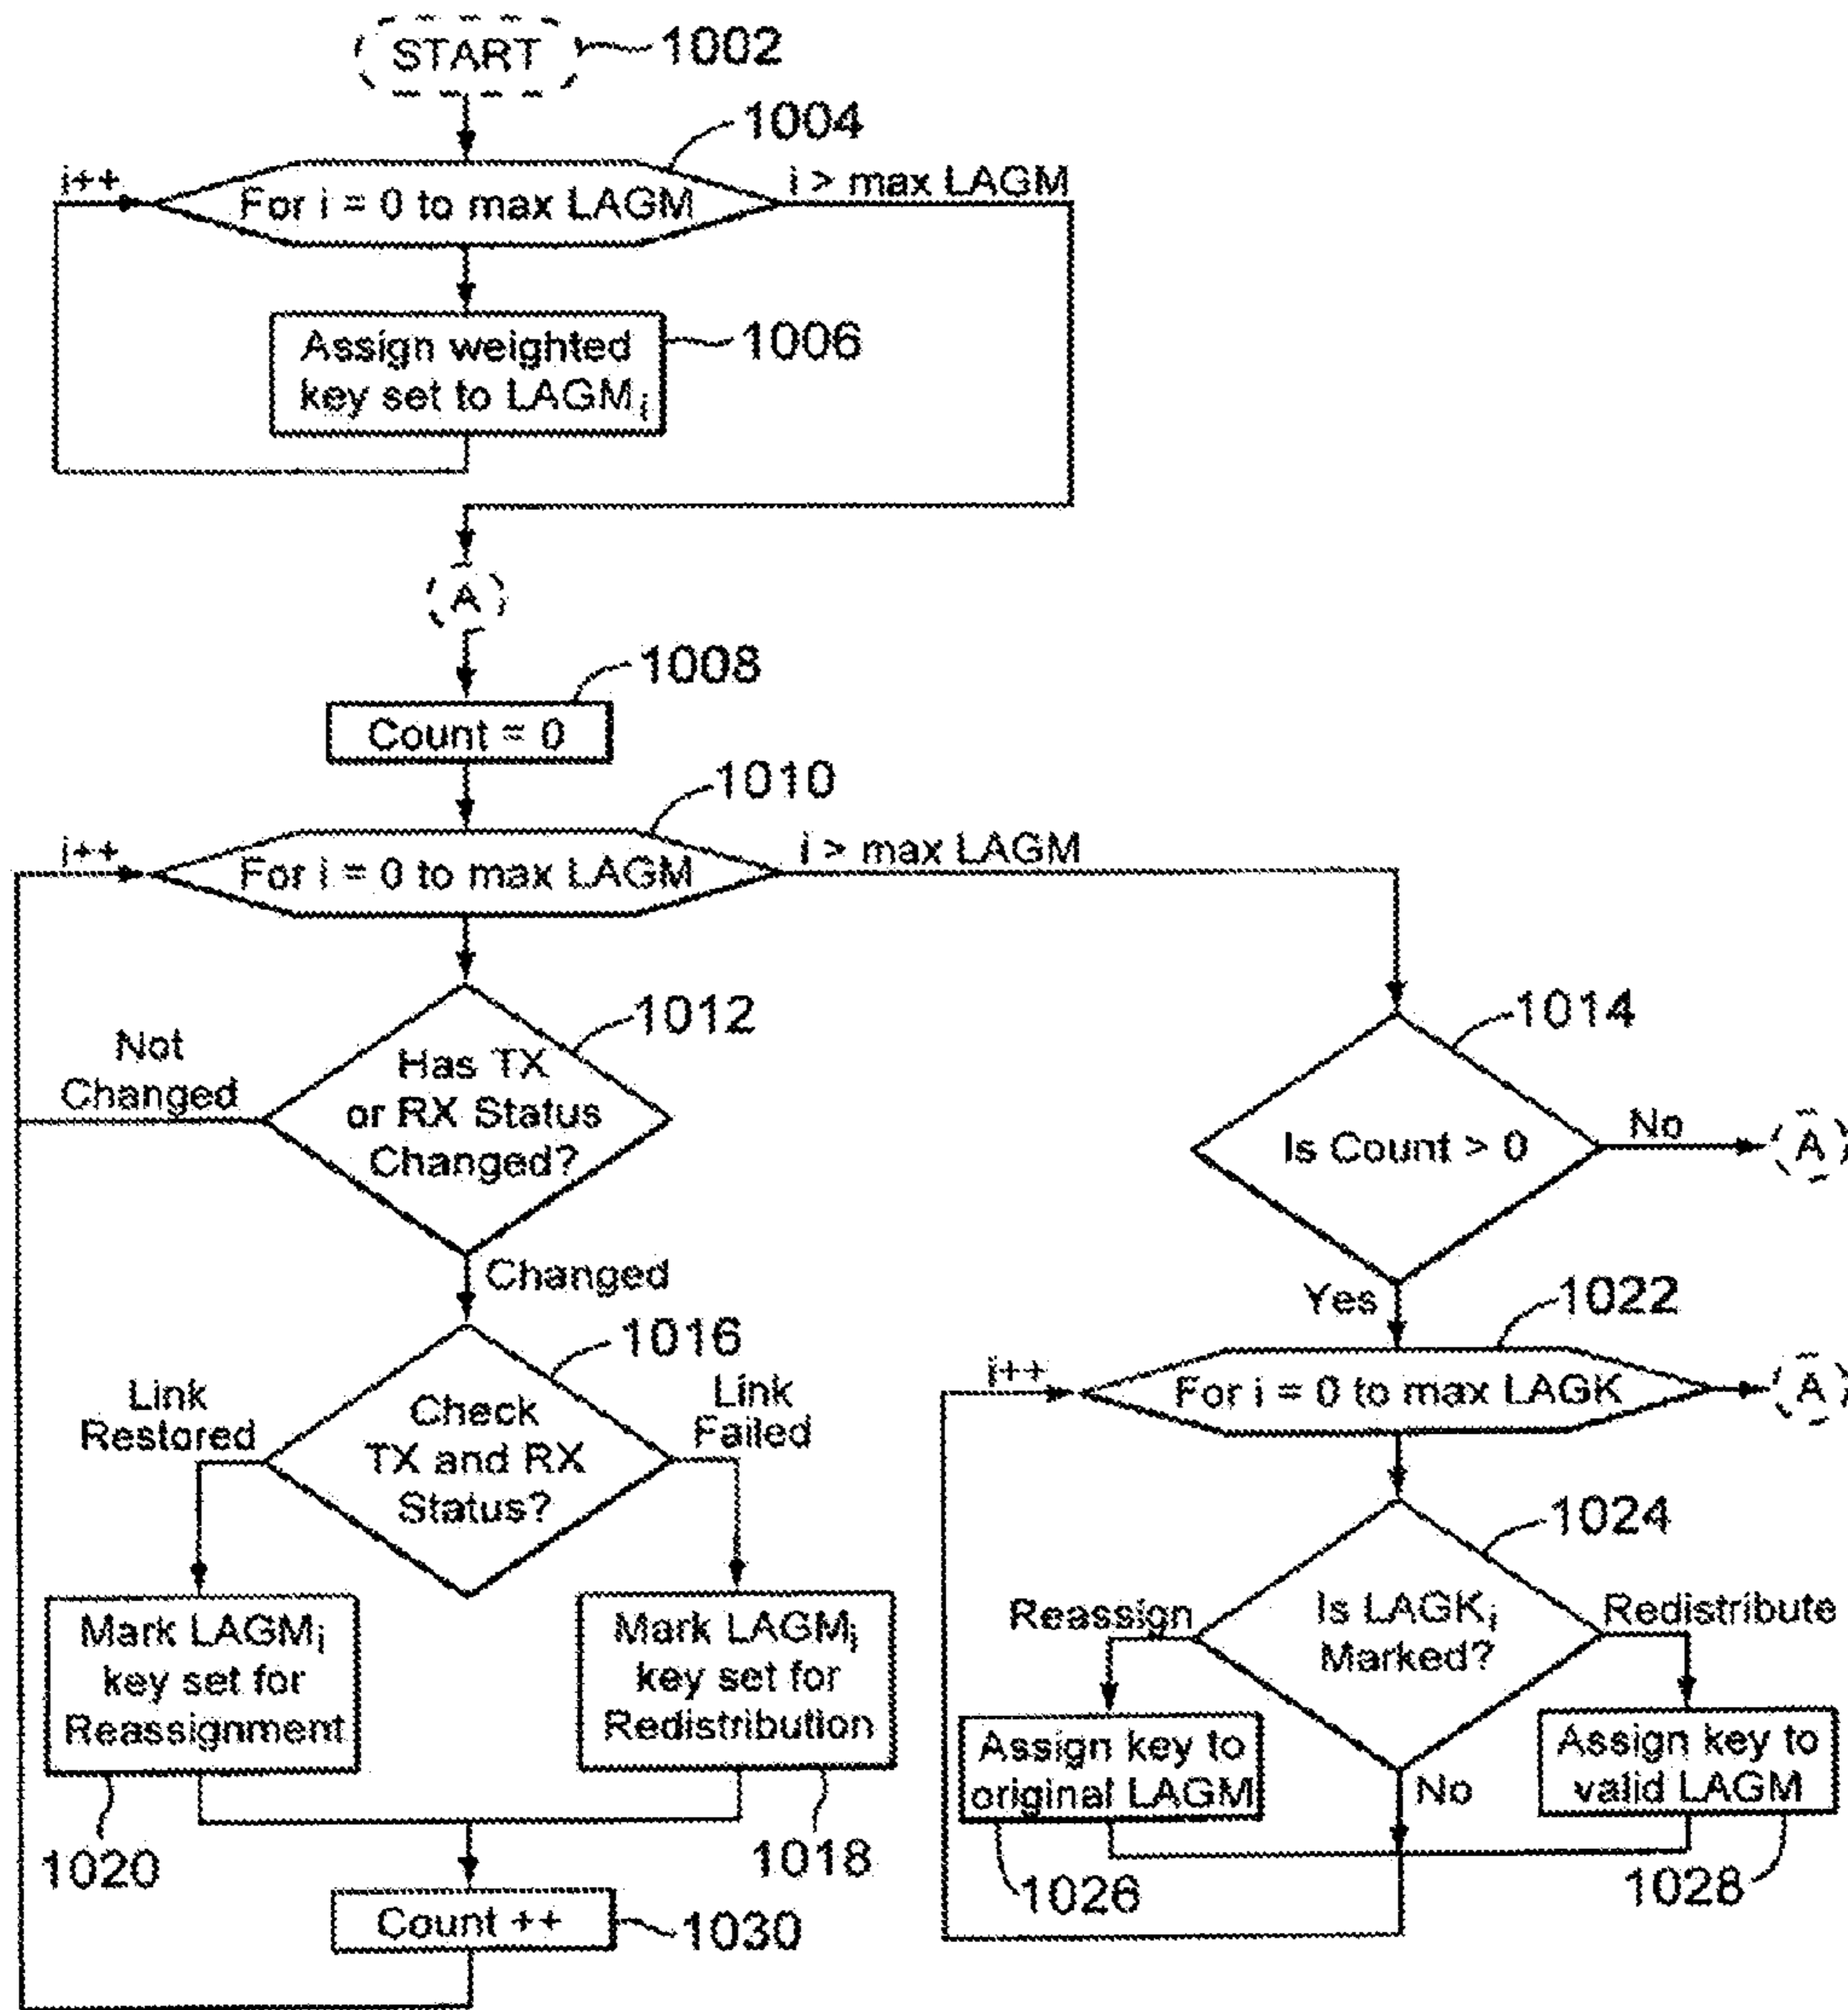 START
1002
1004
i++
For i = 0 to max LAGM
i > max LAGM
Assign weighted
key set to LAGMi
1006
A
1008
Count = 0
1010
i++
For i = 0 to max LAGM
i > max LAGM
1012
Not
Changed
Has TX
or RX Status
Changed?
Changed
1014
Is Count > 0
No
A
Yes
1016
Link
Restored
Check
TX and RX
Status?
Link
Failed
1022
i++
For i = 0 to max LAGK
A
Mark LAGMi
key set for
Reassignment
1020
Mark LAGMi
key set for
Redistribution
1018
1024
Reassign
Is LAGKi
Marked?
Redistribute
No
Assign key to
original LAGM
1026
Assign key to
valid LAGM
1028
Count ++
1030